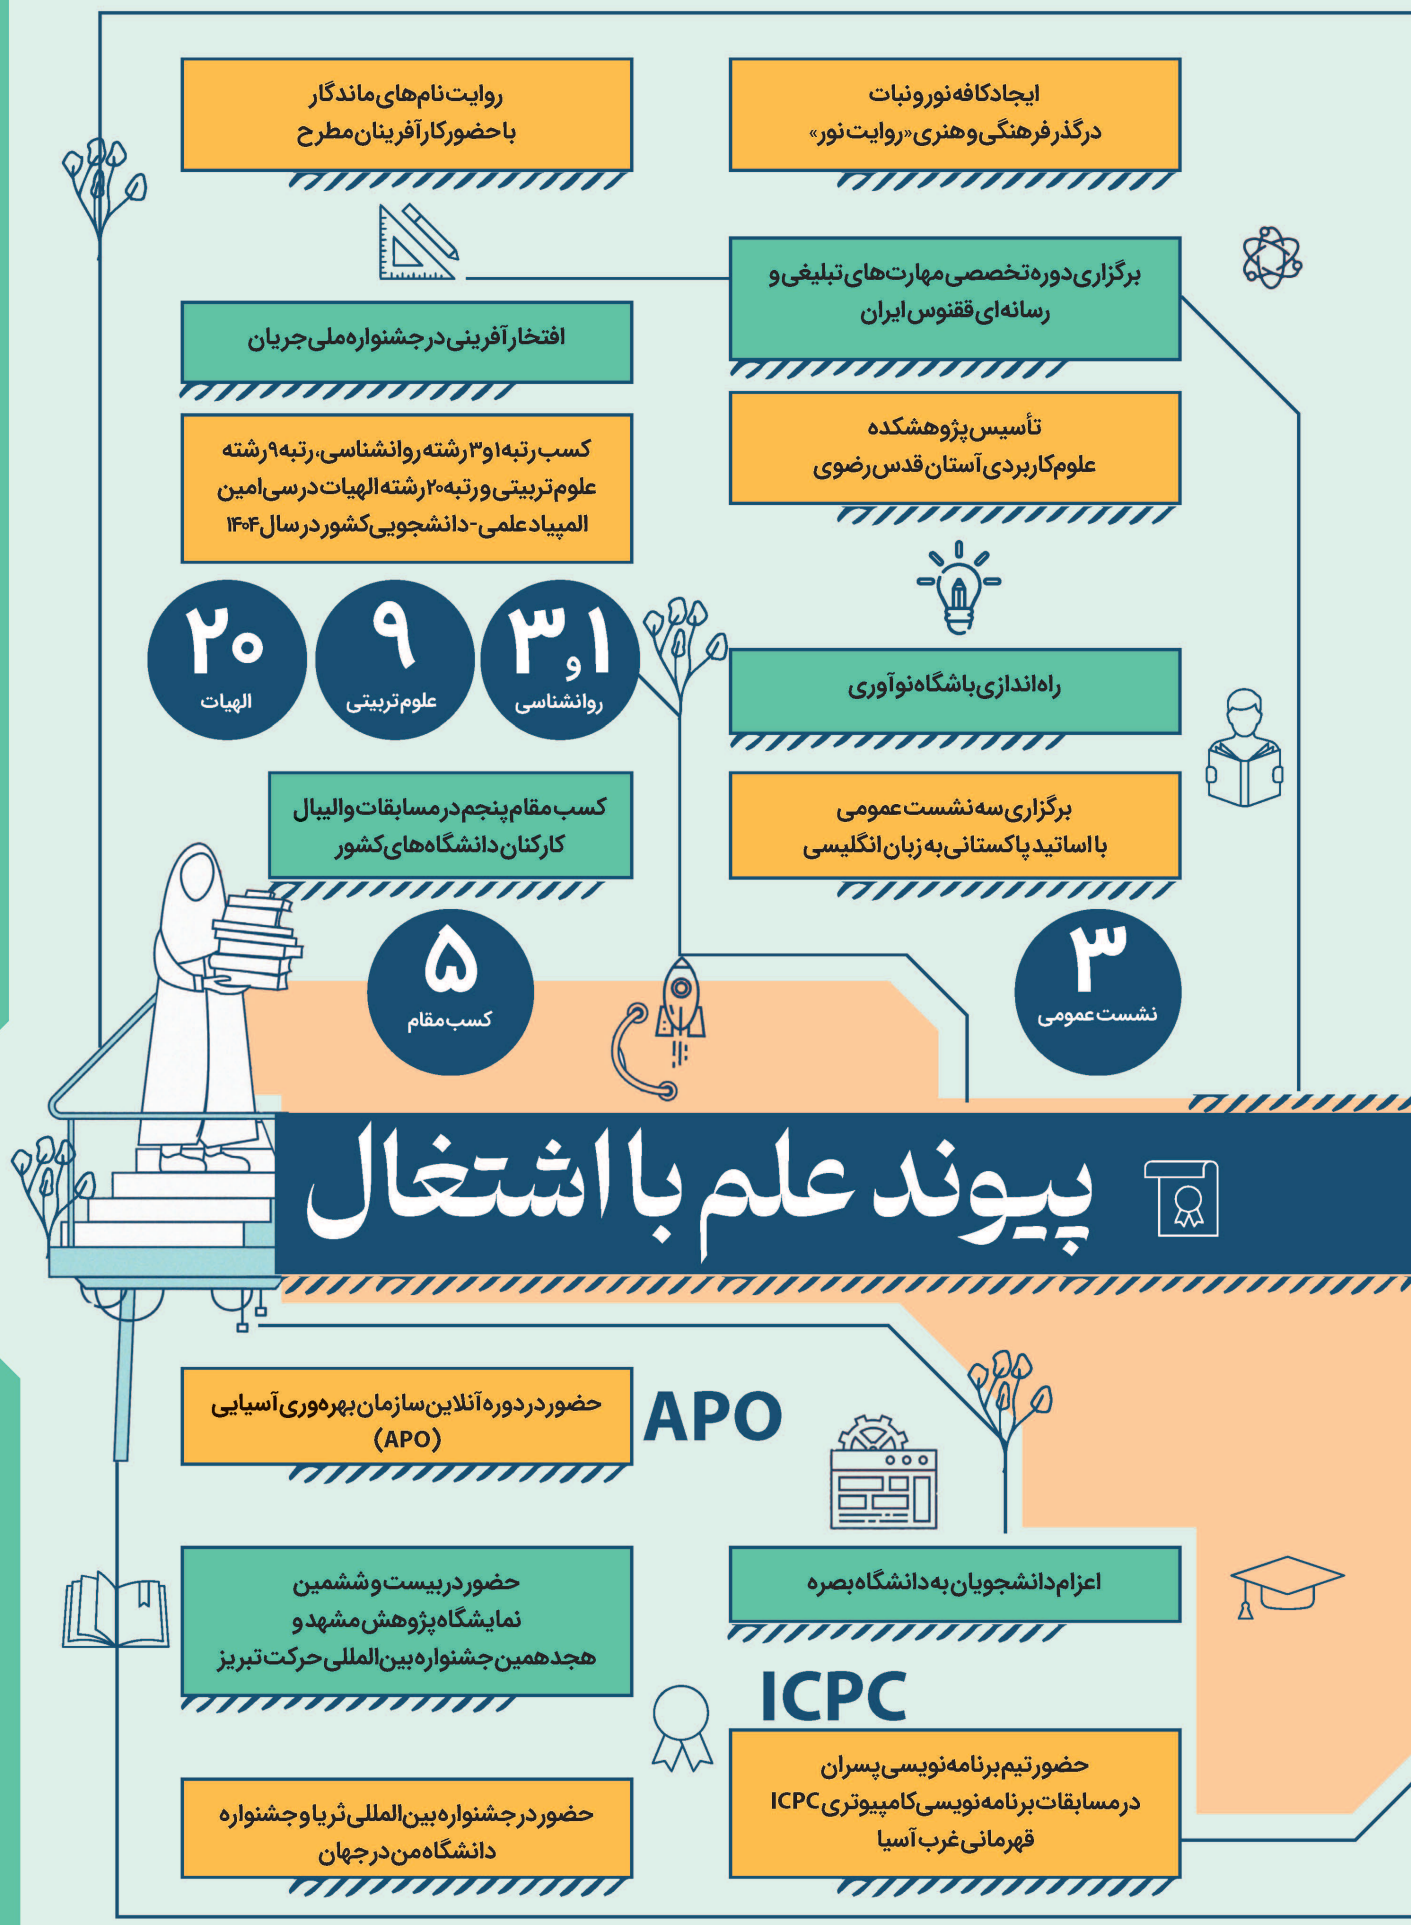 ایجاد کافه نور و نبات
در گذر فرهنگی و هنری «روایت نور»
برگزاری دوره تخصصی مهارت‌های تبلیغی و
رسانه‌ای ققنوس ایران
تأسیس پژوهشکده
علوم کاربردی آستان قدس رضوی
راه‌اندازی باشگاه نوآوری
برگزاری سه نشست عمومی
با اساتید پاکستانی به زبان انگلیسی
۳
نشست عمومی
روایت نام‌های ماندگار
با حضور کارآفرینان مطرح
افتخارآفرینی در جشنواره ملی جریان
کسب رتبه ۱ و ۳ رشته روانشناسی، رتبه ۹ رشته
علوم تربیتی و رتبه ۲۰ رشته الهیات در سی امین
المپیاد علمی - دانشجویی کشور در سال ۱۴۰۴
۱ و ۳
روانشناسی
۹
علوم تربیتی
۲۰
الهیات
کسب مقام پنجم در مسابقات والیبال
کارکنان دانشگاه‌های کشور
۵
کسب مقام
پیوند علم با اشتغال
اعزام دانشجویان به دانشگاه بصره
ICPC
حضور تیم برنامه‌نویسی پسران
در مسابقات برنامه‌نویسی کامپیوتری ICPC
قهرمانی غرب آسیا
APO
حضور در دوره آنلاین سازمان بهره‌وری آسیایی
(APO)
حضور در بیست و ششمین
نمایشگاه پژوهش مشهد و
هجدهمین جشنواره بین‌المللی حرکت تبریز
حضور در جشنواره بین‌المللی ثریا و جشنواره
دانشگاه من در جهان